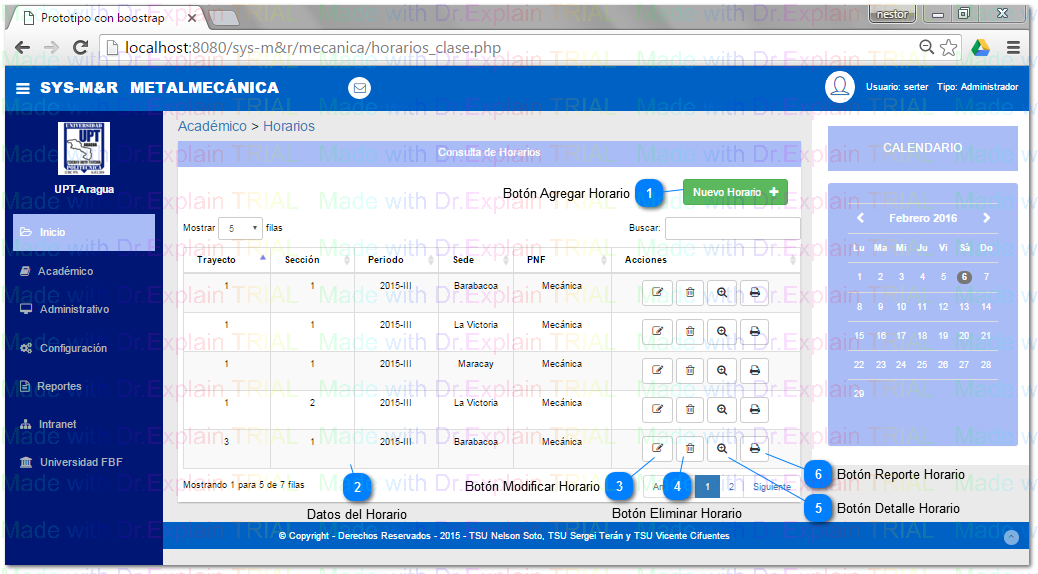 Prototipo con boostrap
nestor
localhost:8080/sys-m&r/mecanica/horarios_clase.php
SYS-M&R METALMECÁNICA
Usuario: serter Tipo: Administrador
UNIVERSIDAD
UPT
ARAGUA
POLITECNICA
UPT-Aragua
Inicio
Académico
Administrativo
Configuración
Reportes
Intranet
Universidad FBF
Académico > Horarios
Consulta de Horarios
Botón Agregar Horario 1 Nuevo Horario +
Mostrar 5 filas Buscar:
Trayecto Sección Periodo Sede PNF Acciones
1 1 2015-III Barabacoa Mecánica
1 1 2015-III La Victoria Mecánica
1 1 2015-III Maracay Mecánica
1 2 2015-III La Victoria Mecánica
3 1 2015-III Barabacoa Mecánica
Mostrando 1 para 5 de 7 filas
2
Datos del Horario
Botón Modificar Horario 3
4
Botón Eliminar Horario
1 2 Siguiente
6 Botón Reporte Horario
5 Botón Detalle Horario
CALENDARIO
Febrero 2016
Lu Ma Mi Ju Vi Sá Do
1 2 3 4 5 6 7
8 9 10 11 12 13 14
15 16 17 18 19 20 21
22 23 24 25 26 27 28
29
© Copyright - Derechos Reservados - 2015 - TSU Nelson Soto, TSU Sergei Terán y TSU Vicente Cifuentes
Made with Dr.Explain TRIAL